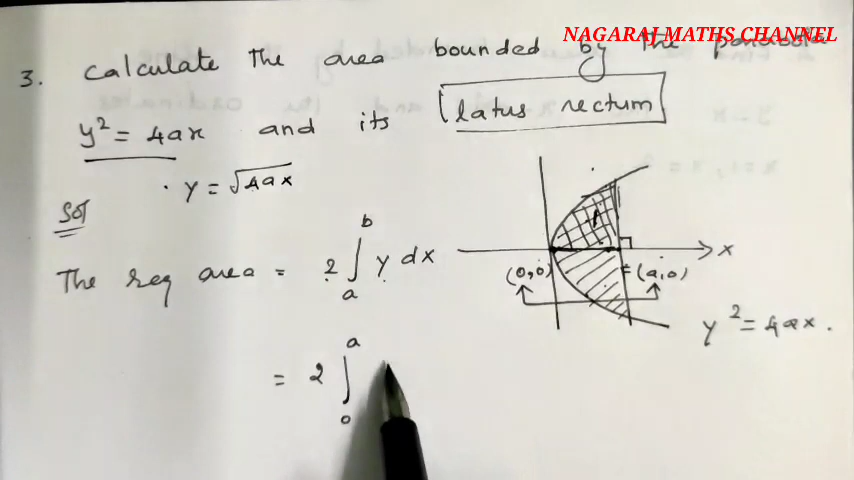 NAGARAJ MATHS CHANNEL
3. Calculate the area bounded by the parabola
y² = 4ax and its latus rectum
y = √4ax
Sol
The req area = 2 ∫ₐᵇ y dx
(0,0) F(a,0) x
A
y² = 4ax.
= 2 ∫₀ᵃ